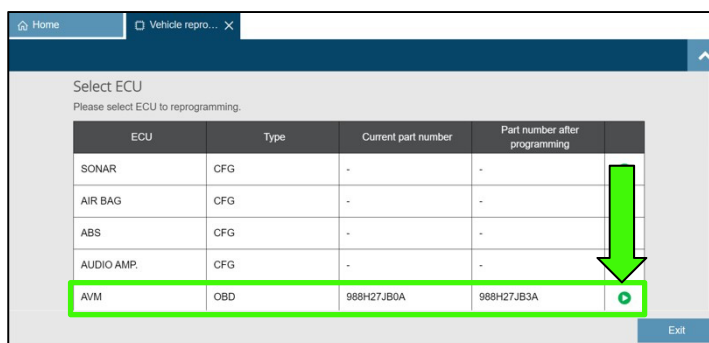 Home
Vehicle repro...
Select ECU
Please select ECU to reprogramming.
ECU Type Current part number Part number after programming
SONAR CFG - -
AIR BAG CFG - -
ABS CFG - -
AUDIO AMP. CFG - -
AVM OBD 988H27JB0A 988H27JB3A
Exit